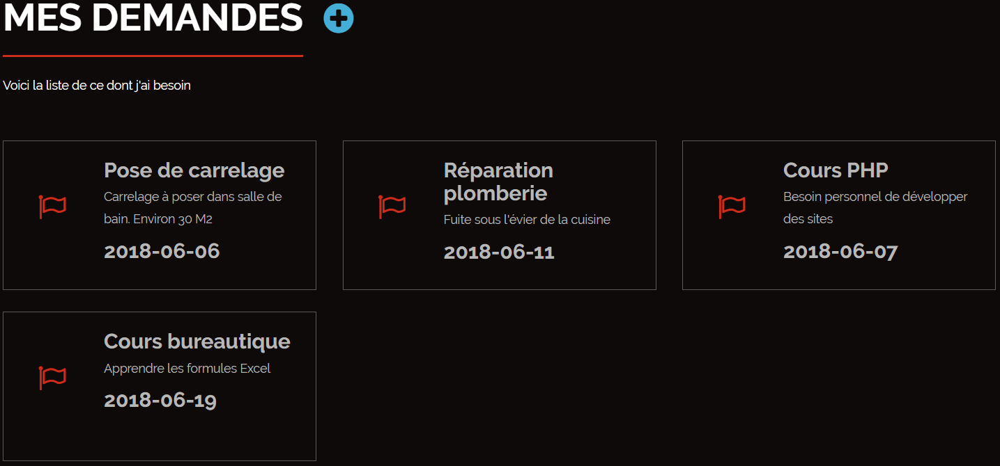 MES DEMANDES
Voici la liste de ce dont j'ai besoin
Pose de carrelage
Carrelage à poser dans salle de
bain. Environ 30 M2
2018-06-06
Réparation
plomberie
Fuite sous l'évier de la cuisine
2018-06-11
Cours PHP
Besoin personnel de développer
des sites
2018-06-07
Cours bureautique
Apprendre les formules Excel
2018-06-19